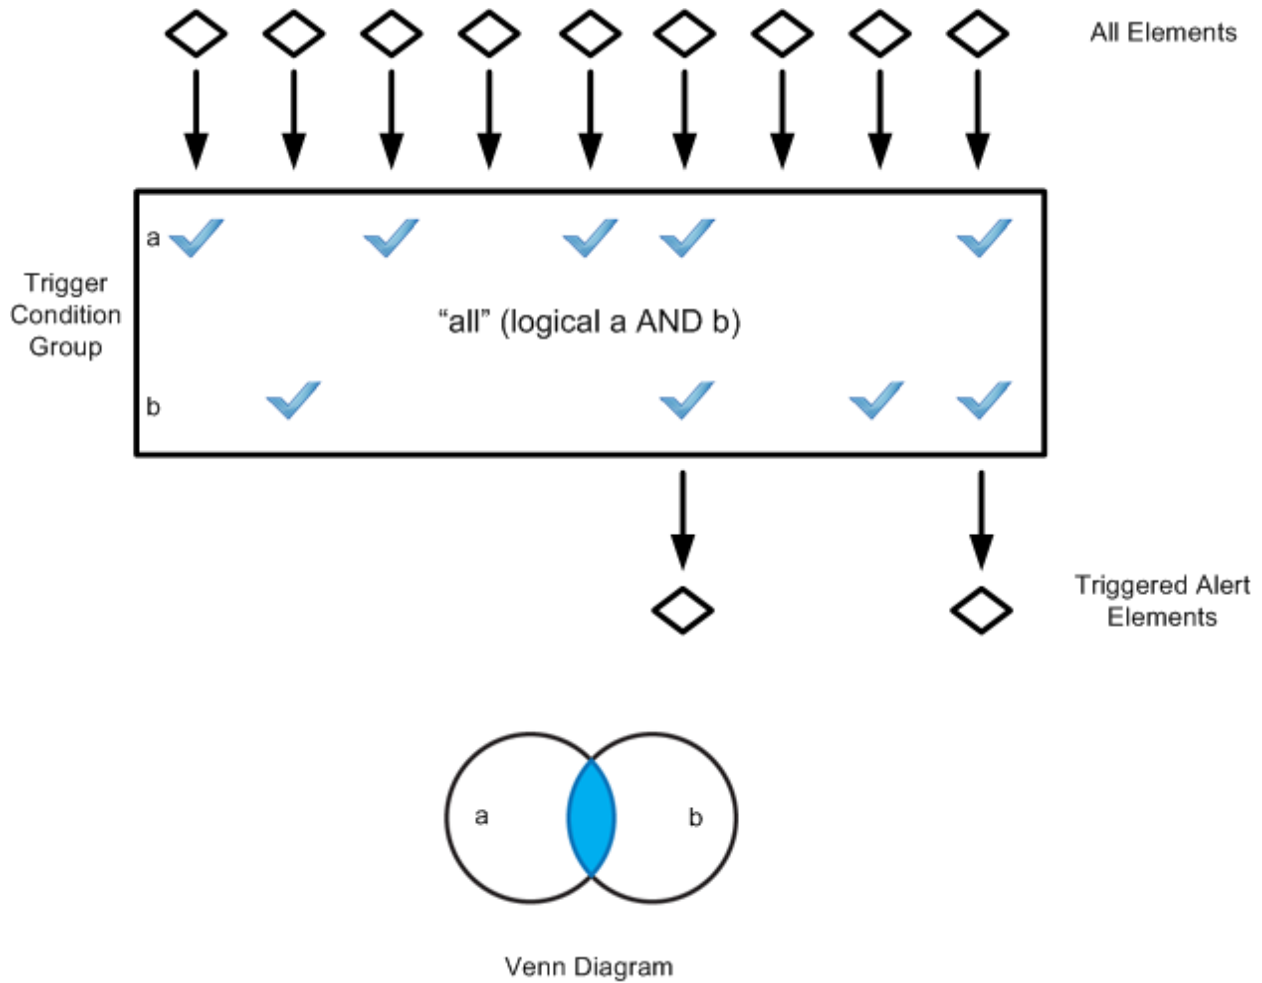 All Elements
a
Trigger
Condition
Group
“all” (logical a AND b)
b
Triggered Alert
Elements
a
b
Venn Diagram